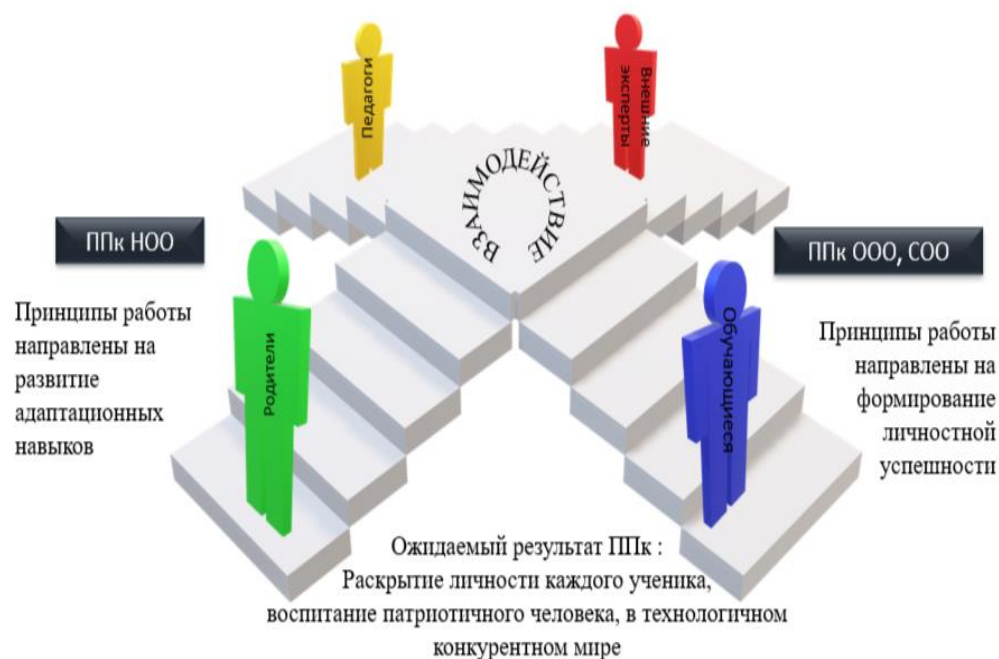 Педагоги
Внешние
эксперты
ВЗАИМОДЕЙСТВИЕ
ППк НОО
Принципы работы
направлены на
развитие
адаптационных
навыков
Родители
Обучающиеся
ППк ООО, СОО
Принципы работы
направлены на
формирование
личностной
успешности
Ожидаемый результат ППк :
Раскрытие личности каждого ученика,
воспитание патриотичного человека, в технологичном
конкурентном мире